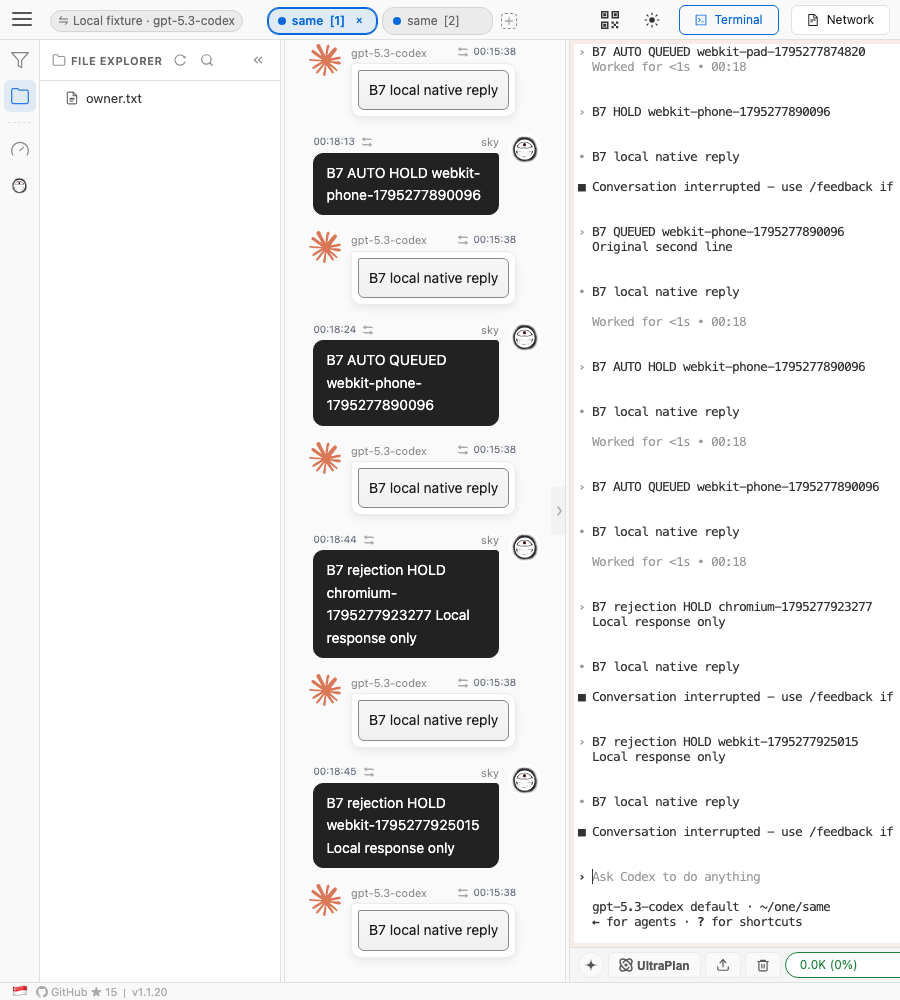 Local fixture · gpt-5.3-codex
same [1] ×
same [2]
Terminal
Network
FILE EXPLORER
owner.txt
gpt-5.3-codex 00:15:38
B7 local native reply
00:18:13 sky
B7 AUTO HOLD webkit-
phone-1795277890096
gpt-5.3-codex 00:15:38
B7 local native reply
00:18:24 sky
B7 AUTO QUEUED
webkit-phone-
1795277890096
gpt-5.3-codex 00:15:38
B7 local native reply
00:18:44 sky
B7 rejection HOLD
chromium-
1795277923277 Local
response only
gpt-5.3-codex 00:15:38
B7 local native reply
00:18:45 sky
B7 rejection HOLD
webkit-1795277925015
Local response only
gpt-5.3-codex 00:15:38
B7 local native reply
› B7 AUTO QUEUED webkit-pad-1795277874820
Worked for <1s • 00:18
› B7 HOLD webkit-phone-1795277890096
• B7 local native reply
■ Conversation interrupted – use /feedback if
› B7 QUEUED webkit-phone-1795277890096
Original second line
• B7 local native reply
Worked for <1s • 00:18
› B7 AUTO HOLD webkit-phone-1795277890096
• B7 local native reply
Worked for <1s • 00:18
› B7 AUTO QUEUED webkit-phone-1795277890096
• B7 local native reply
Worked for <1s • 00:18
› B7 rejection HOLD chromium-1795277923277
Local response only
• B7 local native reply
■ Conversation interrupted – use /feedback if
› B7 rejection HOLD webkit-1795277925015
Local response only
• B7 local native reply
■ Conversation interrupted – use /feedback if
› Ask Codex to do anything
gpt-5.3-codex default · ~/one/same
← for agents · ? for shortcuts
UltraPlan
0.0K (0%)
GitHub ★ 15 | v1.1.20